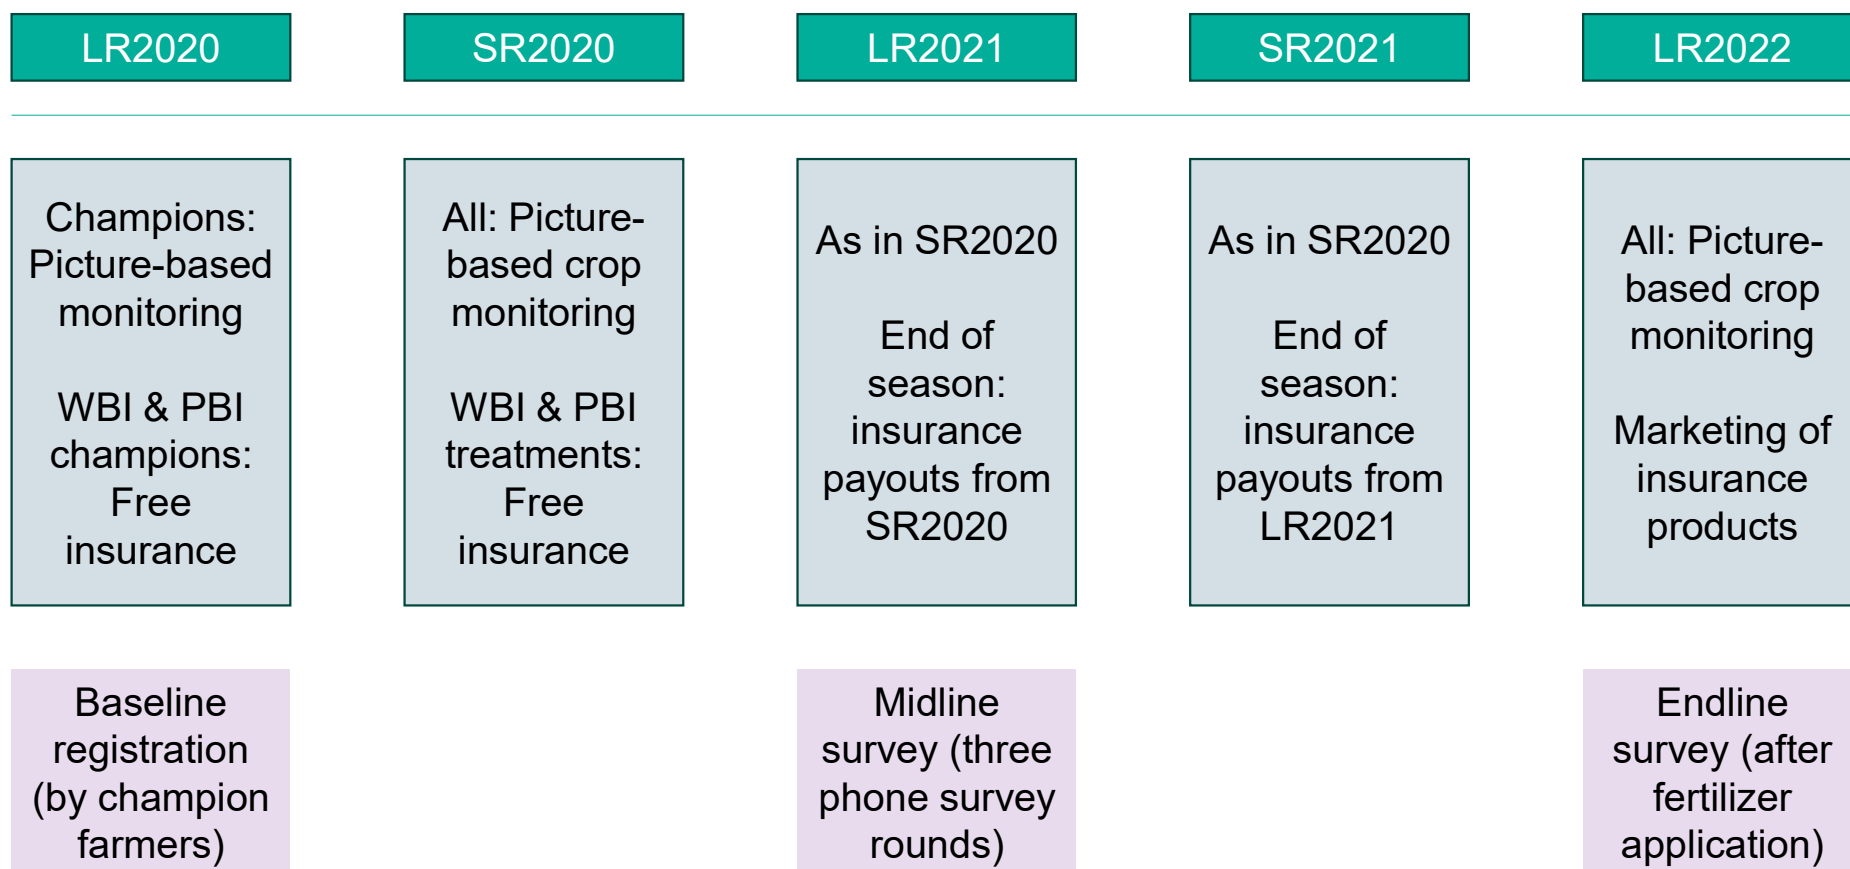 LR2020
SR2020
LR2021
SR2021
LR2022
Champions:
Picture-based
monitoring
WBI & PBI
champions:
Free
insurance
All: Picture-
based crop
monitoring
WBI & PBI
treatments:
Free
insurance
As in SR2020
End of
season:
insurance
payouts from
SR2020
As in SR2020
End of
season:
insurance
payouts from
LR2021
All: Picture-
based crop
monitoring
Marketing of
insurance
products
Baseline
registration
(by champion
farmers)
Midline
survey (three
phone survey
rounds)
Endline
survey (after
fertilizer
application)